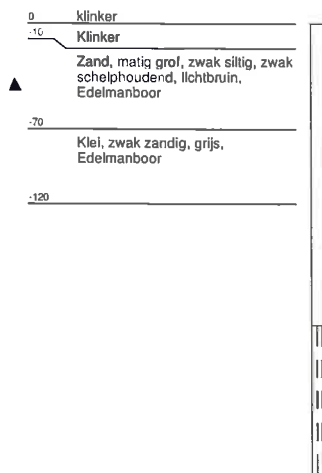 0 klinker
-10 Klinker
Zand, matig grof, zwak siltig, zwak
schelphoudend, lichtbruin,
Edelmanboor
-70
Klei, zwak zandig, grijs,
Edelmanboor
-120